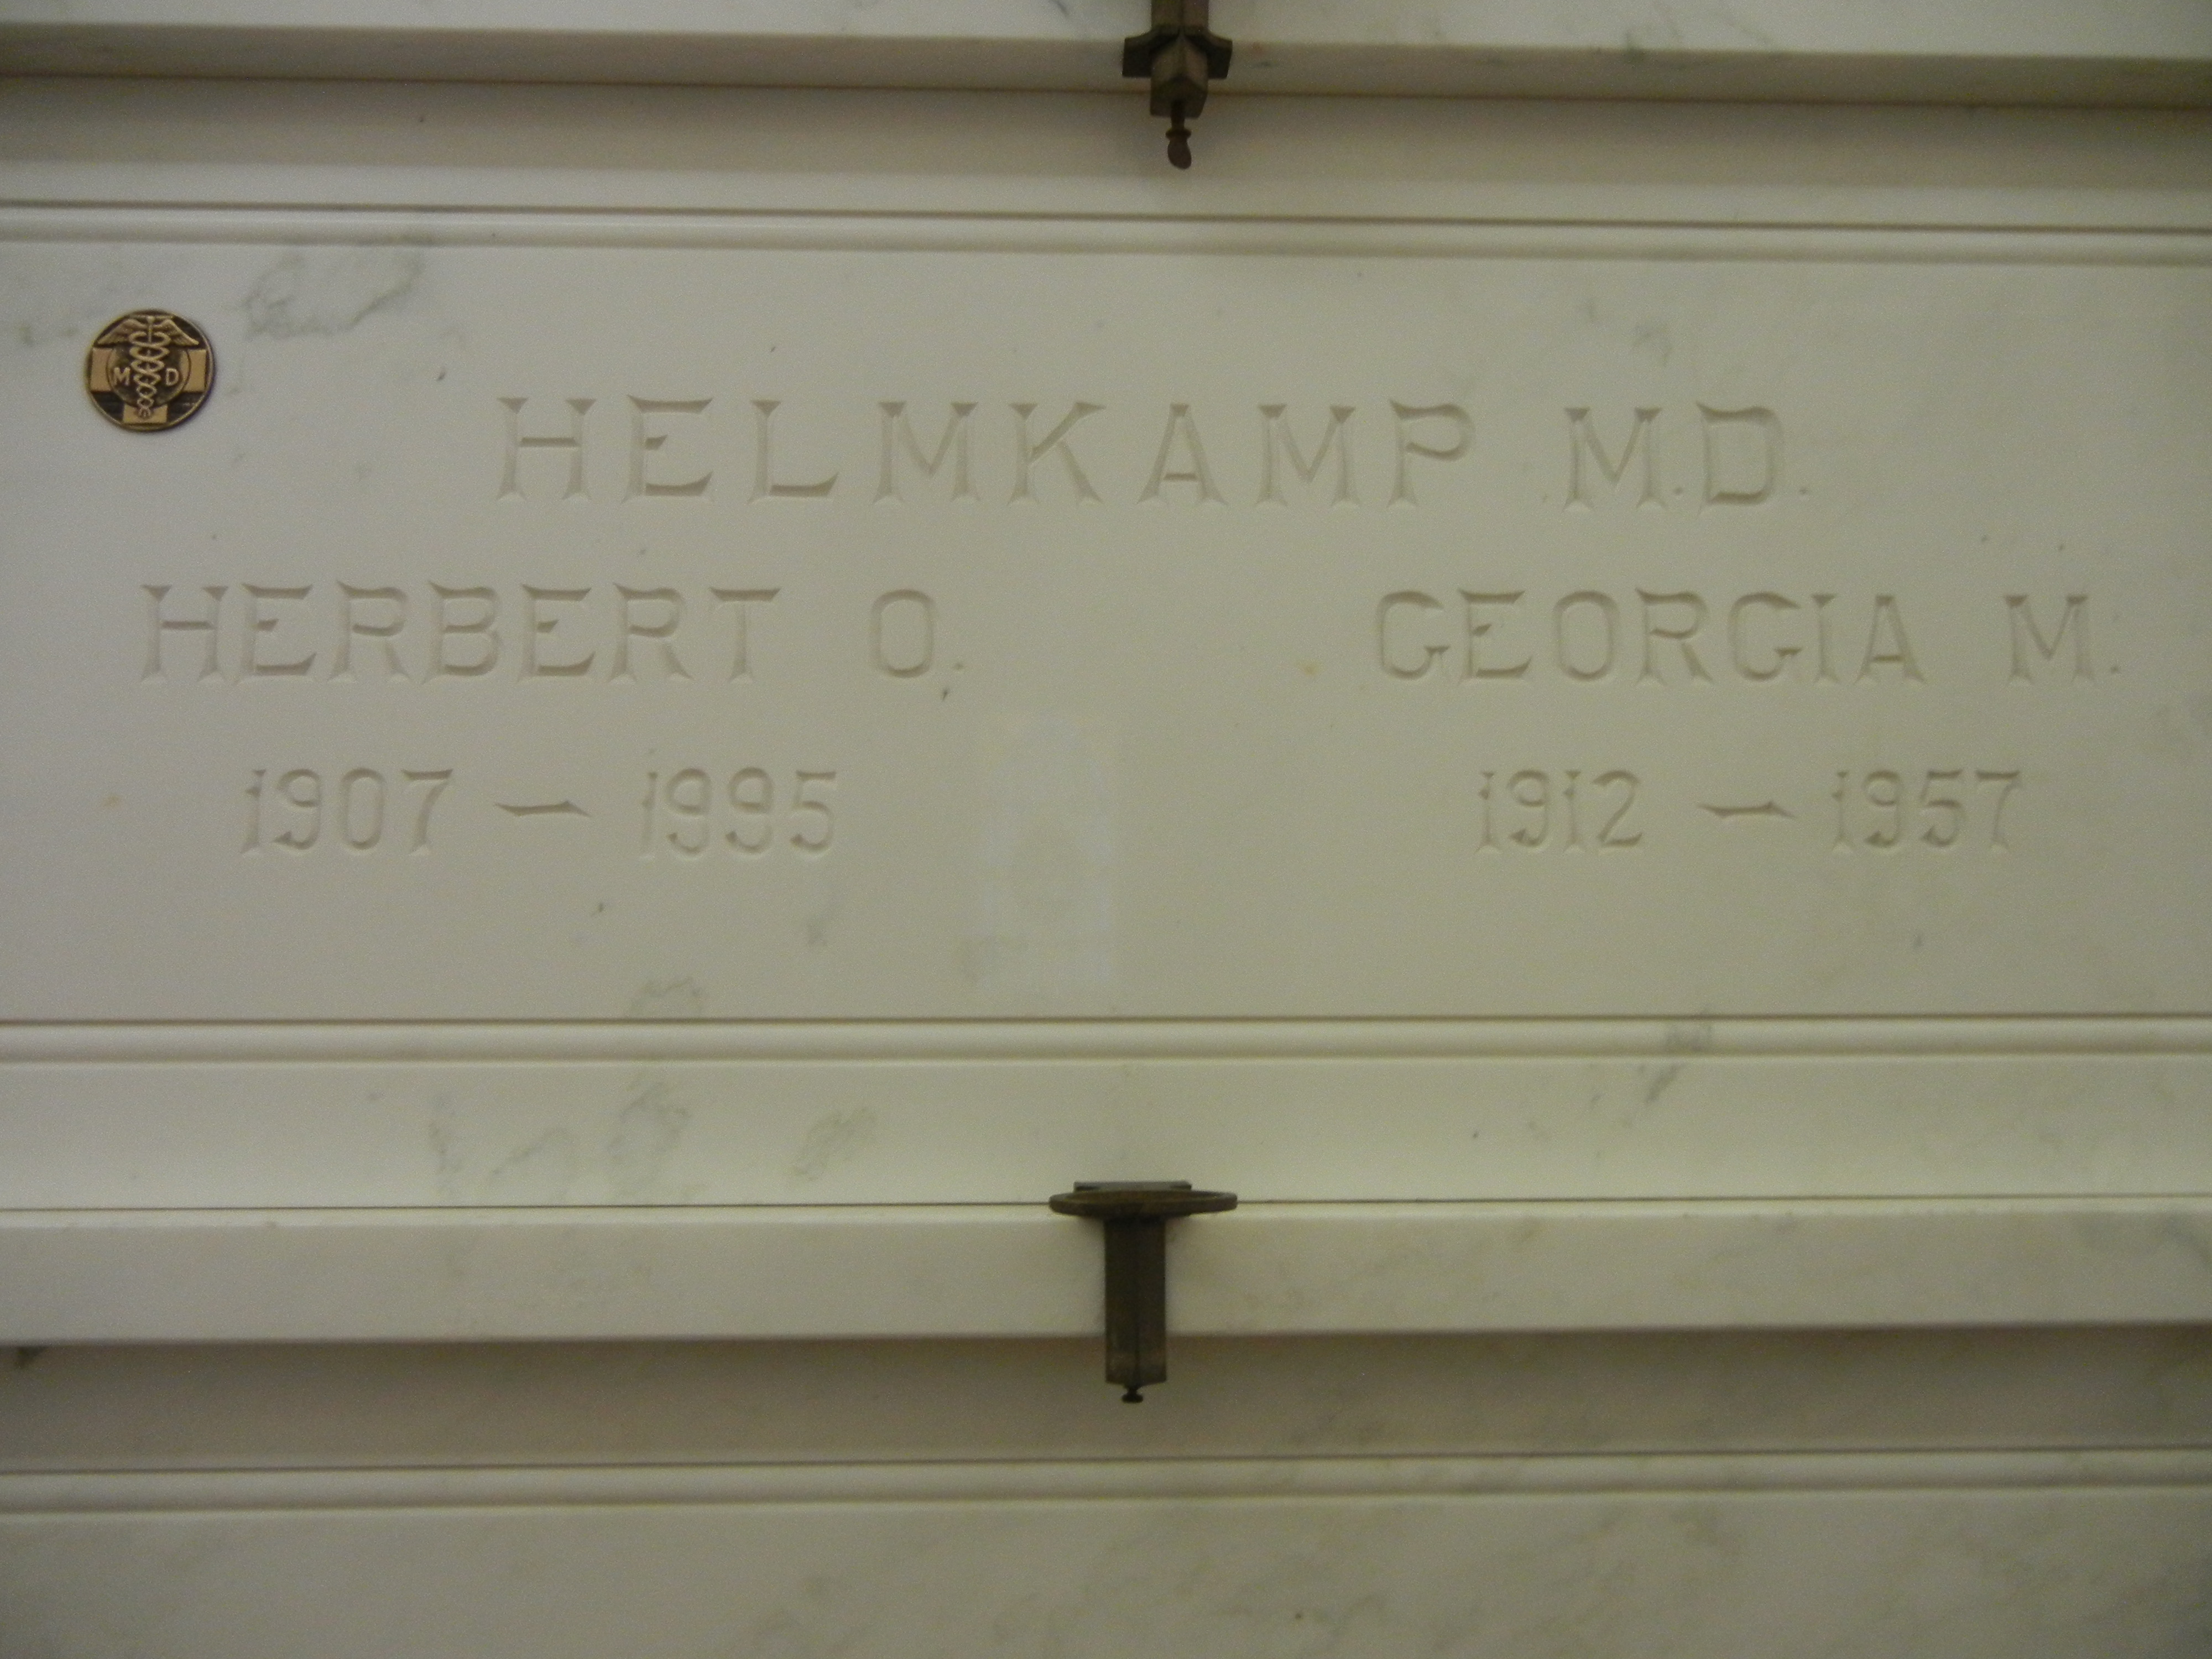 M D
HELMKAMP M.D.
HERBERT O.
1907 — 1995
GEORGIA M.
1912 — 1957